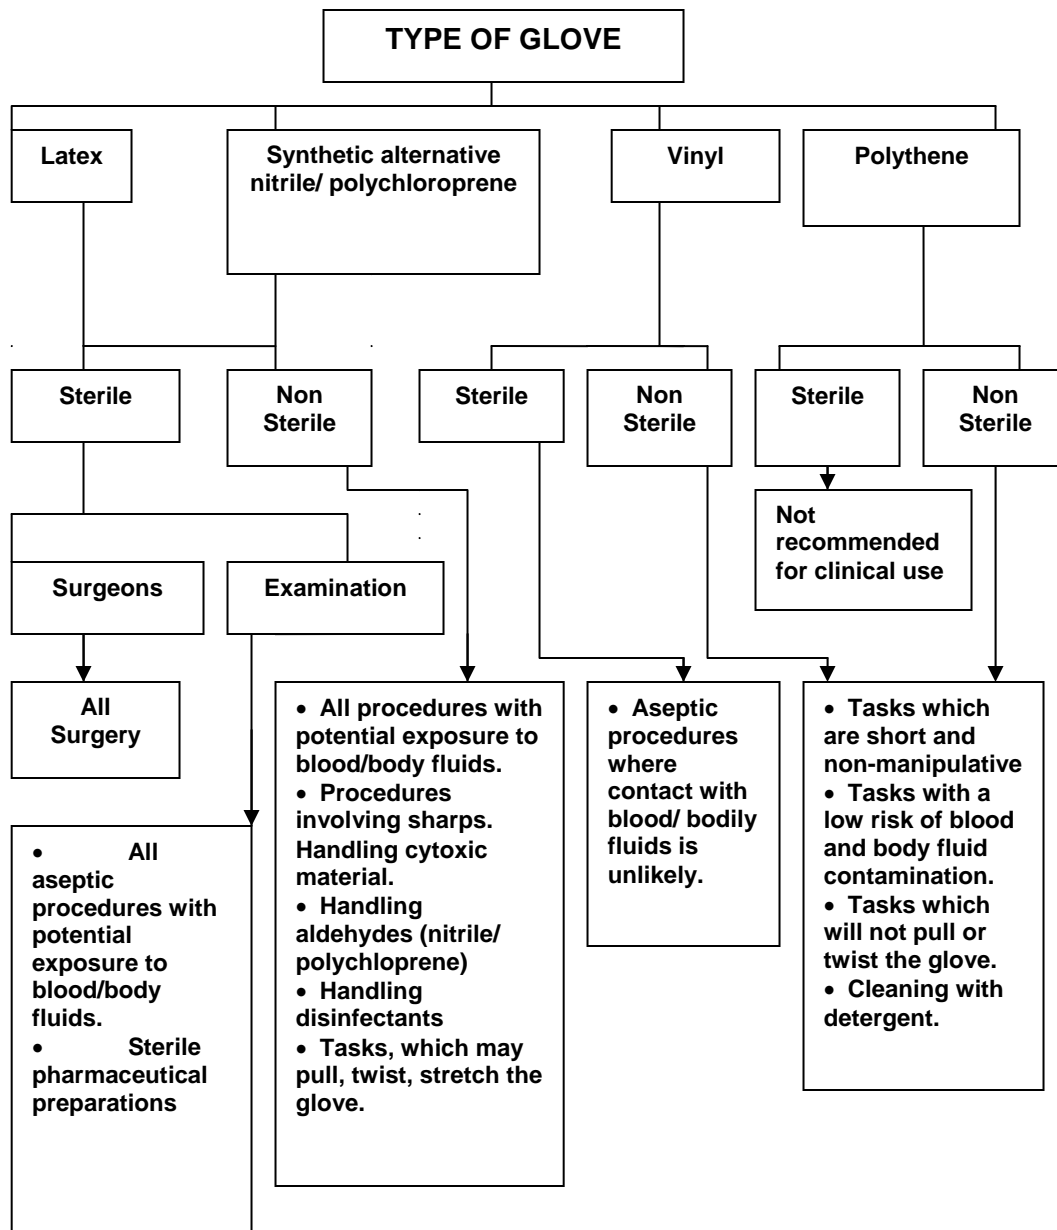 TYPE OF GLOVE
Latex
Synthetic alternative
nitrile/ polychloroprene
Vinyl
Polythene
Sterile
Non
Sterile
Sterile
Non
Sterile
Sterile
Non
Sterile
Not
recommended
for clinical use
Surgeons
Examination
All
Surgery
• All
aseptic
procedures with
potential
exposure to
blood/body
fluids.
• Sterile
pharmaceutical
preparations
• All procedures with
potential exposure to
blood/body fluids.
• Procedures
involving sharps.
Handling cytoxic
material.
• Handling
aldehydes (nitrile/
polychloprene)
• Handling
disinfectants
• Tasks, which may
pull, twist, stretch the
glove.
• Aseptic
procedures
where
contact with
blood/ bodily
fluids is
unlikely.
• Tasks which
are short and
non-manipulative
• Tasks with a
low risk of blood
and body fluid
contamination.
• Tasks which
will not pull or
twist the glove.
• Cleaning with
detergent.